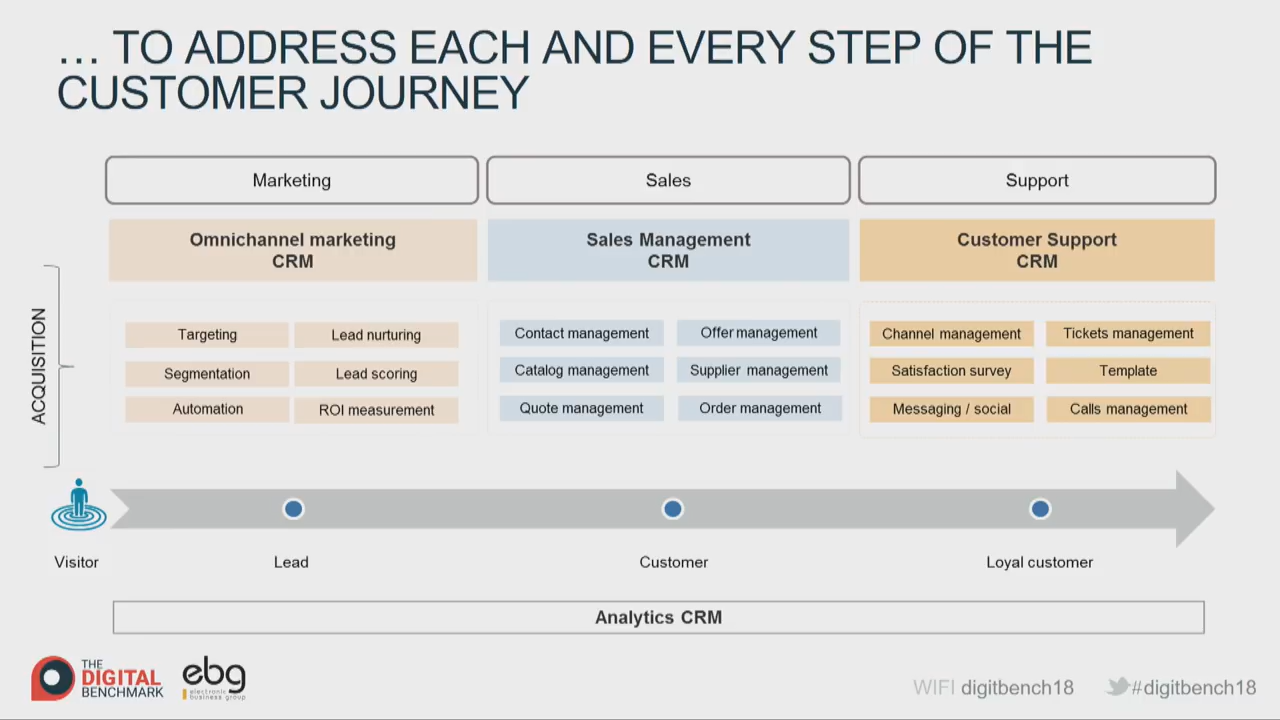 ... TO ADDRESS EACH AND EVERY STEP OF THE
CUSTOMER JOURNEY
Marketing
Sales
Support
Omnichannel marketing
CRM
Sales Management
CRM
Customer Support
CRM
ACQUISITION
Targeting
Lead nurturing
Segmentation
Lead scoring
Automation
ROI measurement
Contact management
Offer management
Catalog management
Supplier management
Quote management
Order management
Channel management
Tickets management
Satisfaction survey
Template
Messaging / social
Calls management
Visitor
Lead
Customer
Loyal customer
Analytics CRM
THE
DIGITAL
BENCHMARK
ebg
electronic
business group
WIFI digitbench18
#digitbench18